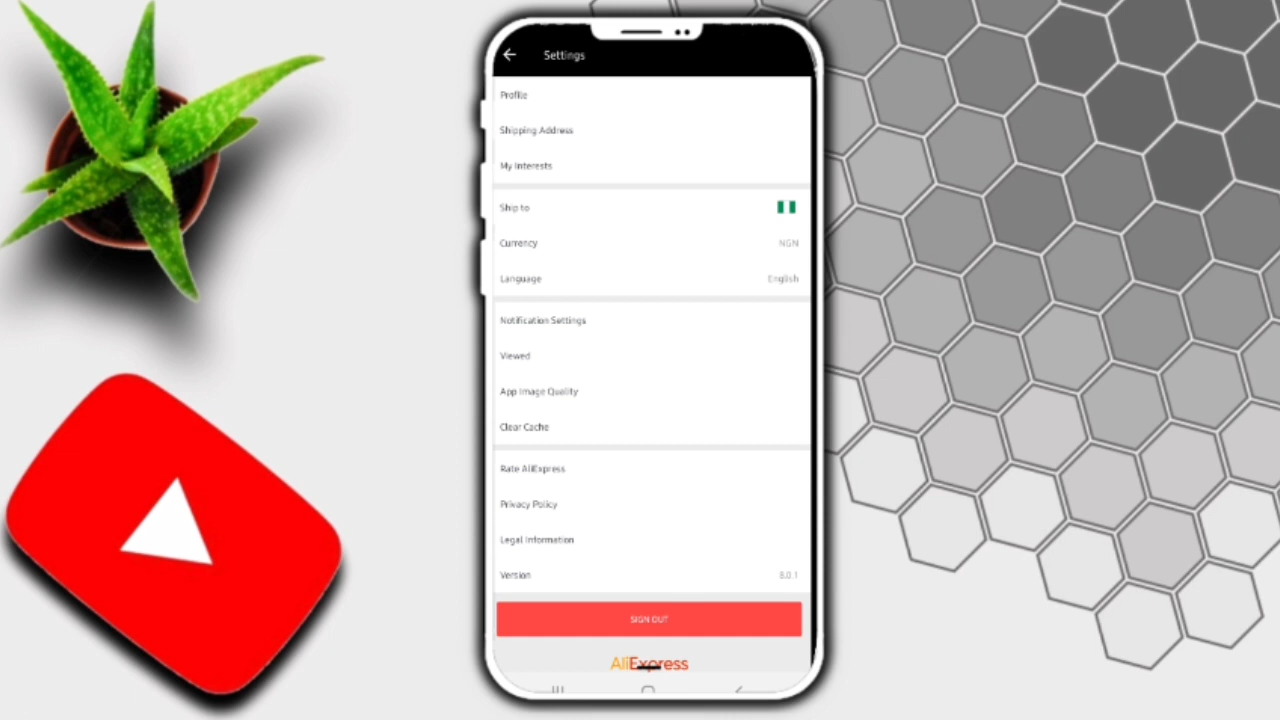 Settings
Profile
Shipping Address
My Interests
Ship to
Currency NGN
Language English
Notification Settings
Viewed
App Image Quality
Clear Cache
Rate AliExpress
Privacy Policy
Legal Information
Version 8.0.1
SIGN OUT
AliExpress